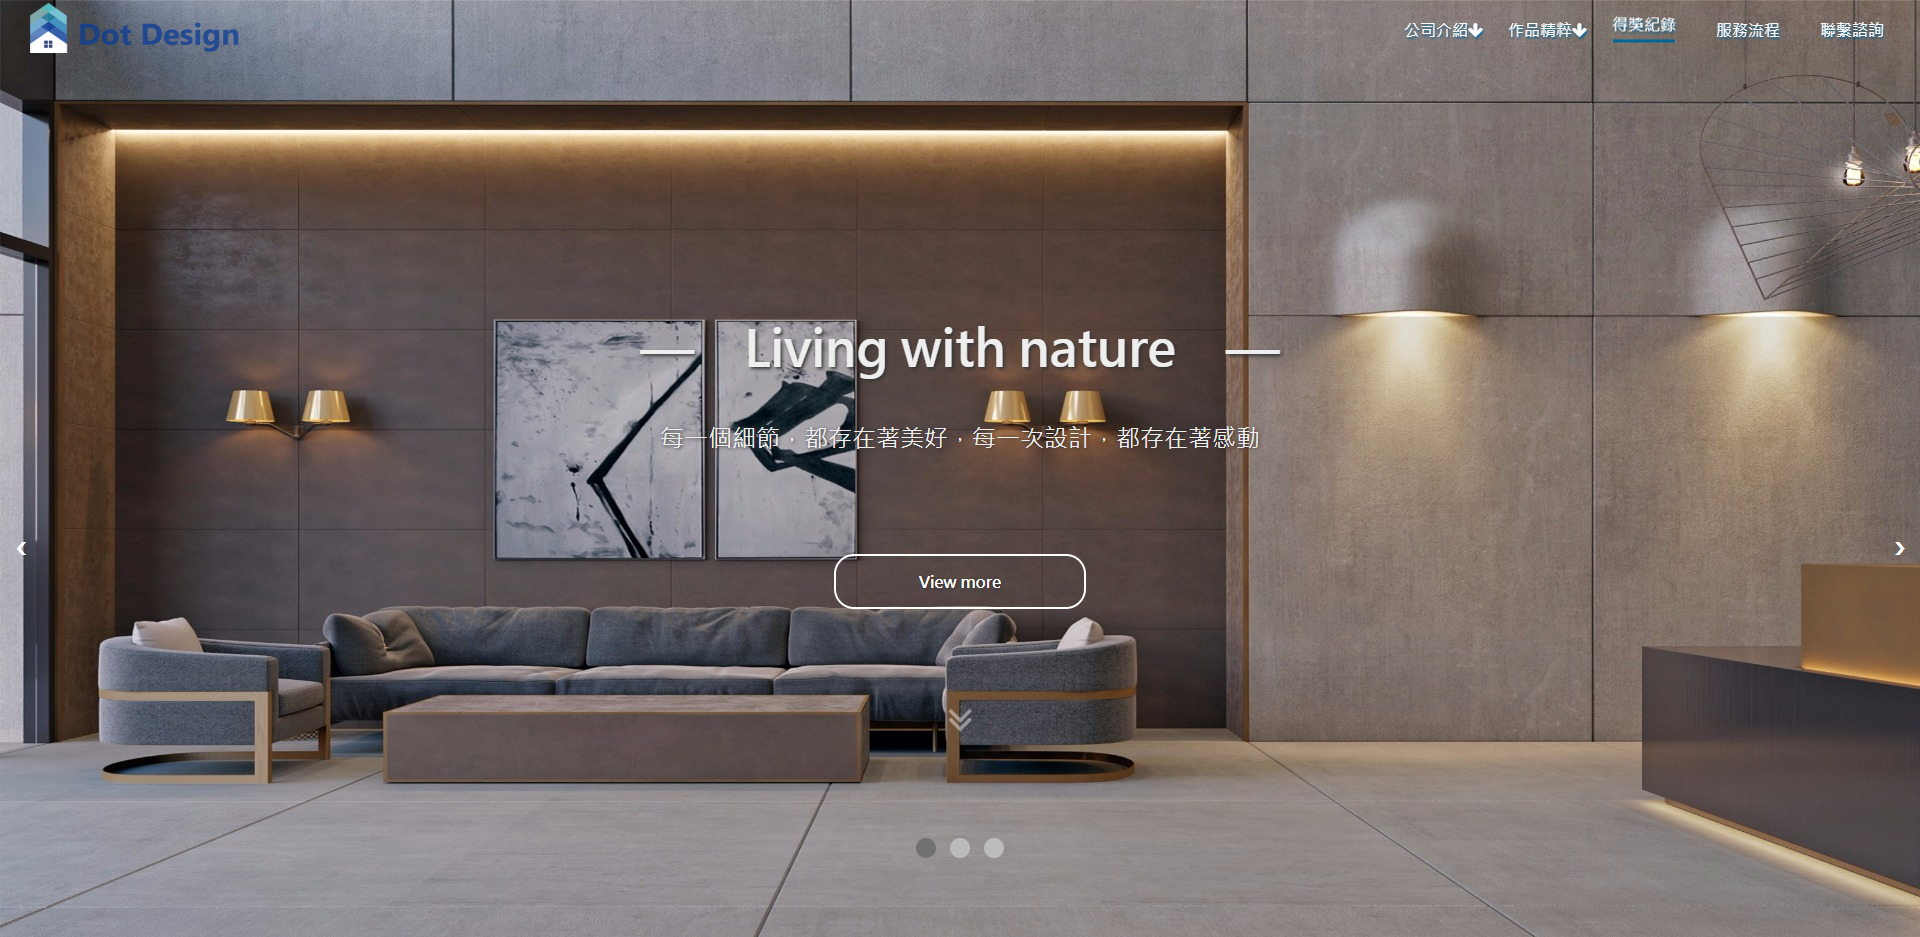 Dot Design
公司介紹
作品精粹
得獎紀錄
服務流程
聯繫諮詢
Living with nature
每一個細節，都存在著美好，每一次設計，都存在著感動
View more